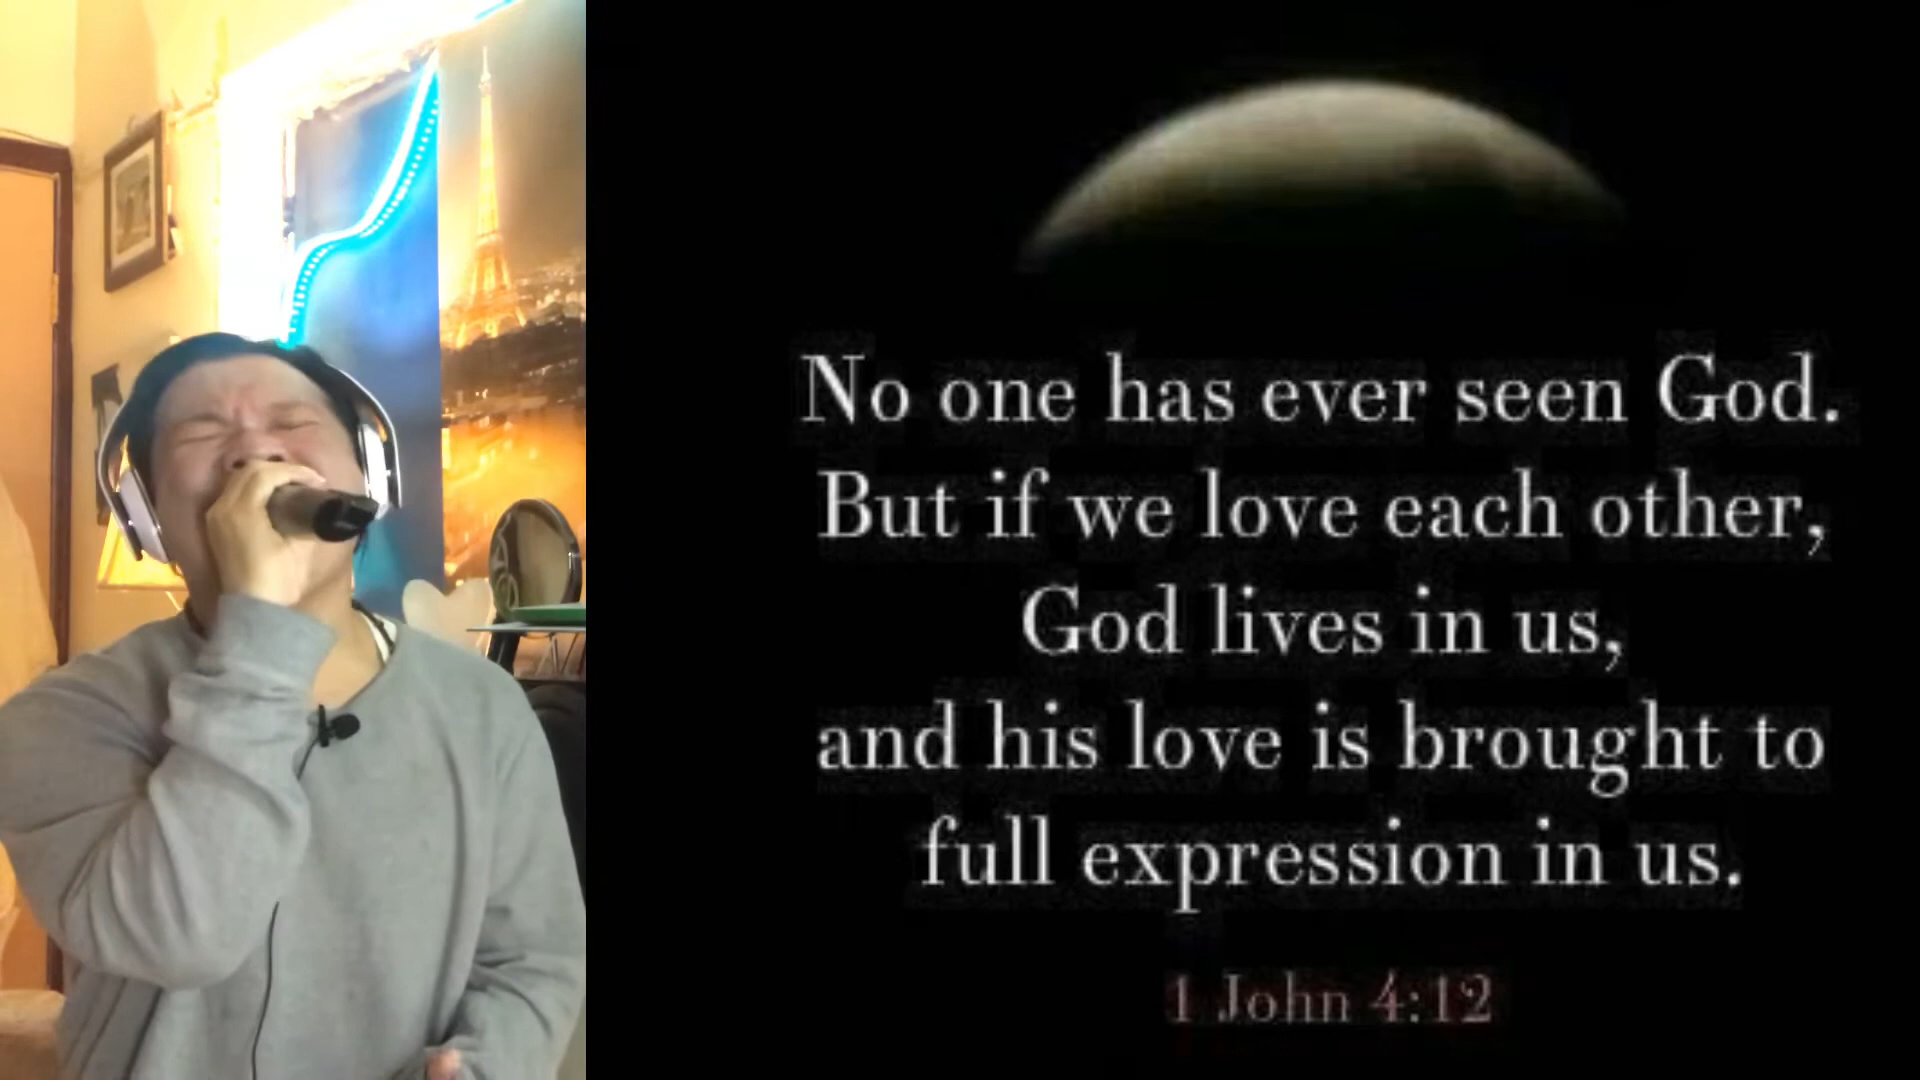 No one has ever seen God.
But if we love each other,
God lives in us,
and his love is brought to
full expression in us.
1 John 4:12